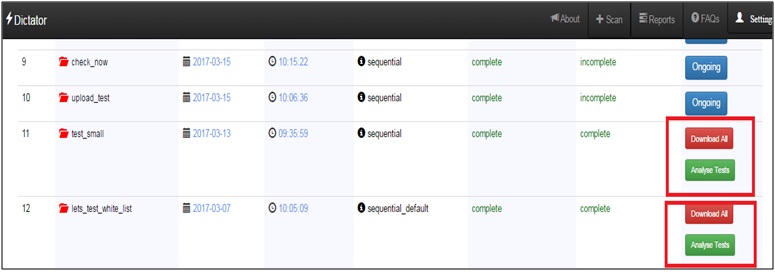 Dictator
About
Scan
Reports
FAQs
Setting
9 check_now 2017-03-15 10:15:22 sequential complete incomplete Ongoing
10 upload_test 2017-03-15 10:06:36 sequential complete incomplete Ongoing
11 test_small 2017-03-13 09:35:59 sequential complete complete Download All
Analyse Tests
12 lets_test_white_list 2017-03-07 10:05:09 sequential_default complete complete Download All
Analyse Tests